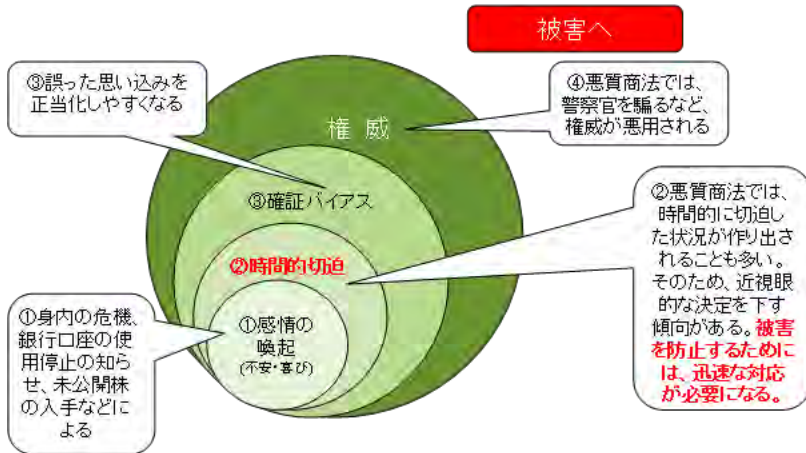 被害へ
③誤った思い込みを
正当化しやすくなる
④悪質商法では、
警察官を騙るなど、
権威が悪用される
権 威
③確証バイアス
②時間的切迫
①感情の
喚起
(不安・喜び)
②悪質商法では、
時間的に切迫し
た状況が作り出さ
れることも多い。
そのため、近視眼
的な決定を下す
傾向がある。被害
を防止するために
は、迅速な対応
が必要になる。
①身内の危機、
銀行口座の使
用停止の知ら
せ、未公開株
の入手などに
よる